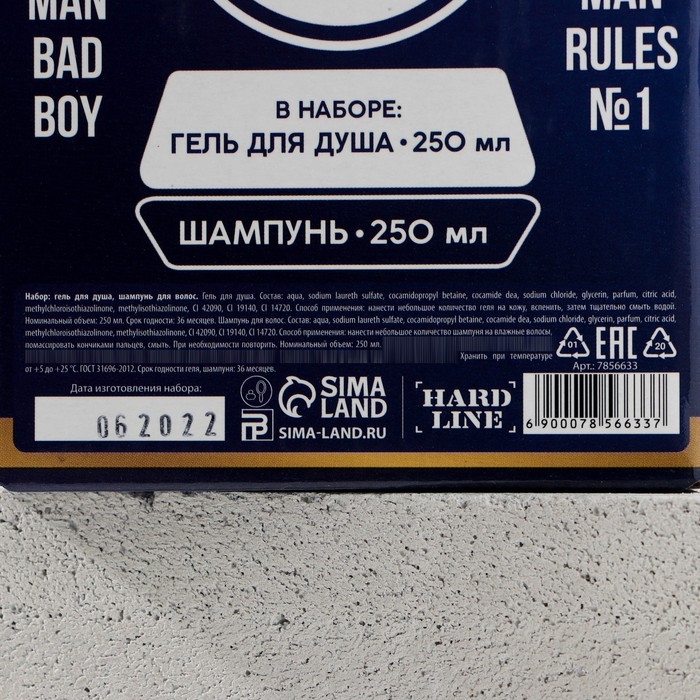 MAN
BAD
BOY
MAN
RULES
№1
В НАБОРЕ:
ГЕЛЬ ДЛЯ ДУША • 250 мл
ШАМПУНЬ • 250 мл
Набор: гель для душа, шампунь для волос. Гель для душа. Состав: aqua, sodium laureth sulfate, cocamidopropyl betaine, cocamide dea, sodium chloride, glycerin, parfum, citric acid,
methylchloroisothiazolinone, methylisothiazolinone, CI 42090, CI 19140, CI 14720. Способ применения: нанести небольшое количество геля на кожу, вспенить, затем тщательно смыть водой.
Номинальный объем: 250 мл. Срок годности: 36 месяцев. Шампунь для волос. Состав: aqua, sodium laureth sulfate, cocamidopropyl betaine, cocamide dea, sodium chloride, glycerin, parfum, citric acid,
methylchloroisothiazolinone, methylisothiazolinone, CI 42090, CI 19140, CI 14720. Способ применения: нанести небольшое количество шампуня на влажные волосы,
помассировать кончиками пальцев, смыть. При необходимости повторить. Номинальный объем: 250 мл.
Хранить при температуре
от +5 до +25 °С. ГОСТ 31696-2012. Срок годности геля, шампуня: 36 месяцев.
01
EAC
20
Арт.: 7856633
Дата изготовления набора:
062022
SIMA
LAND
SIMA-LAND.RU
HARD
LINE
6 900078 566337